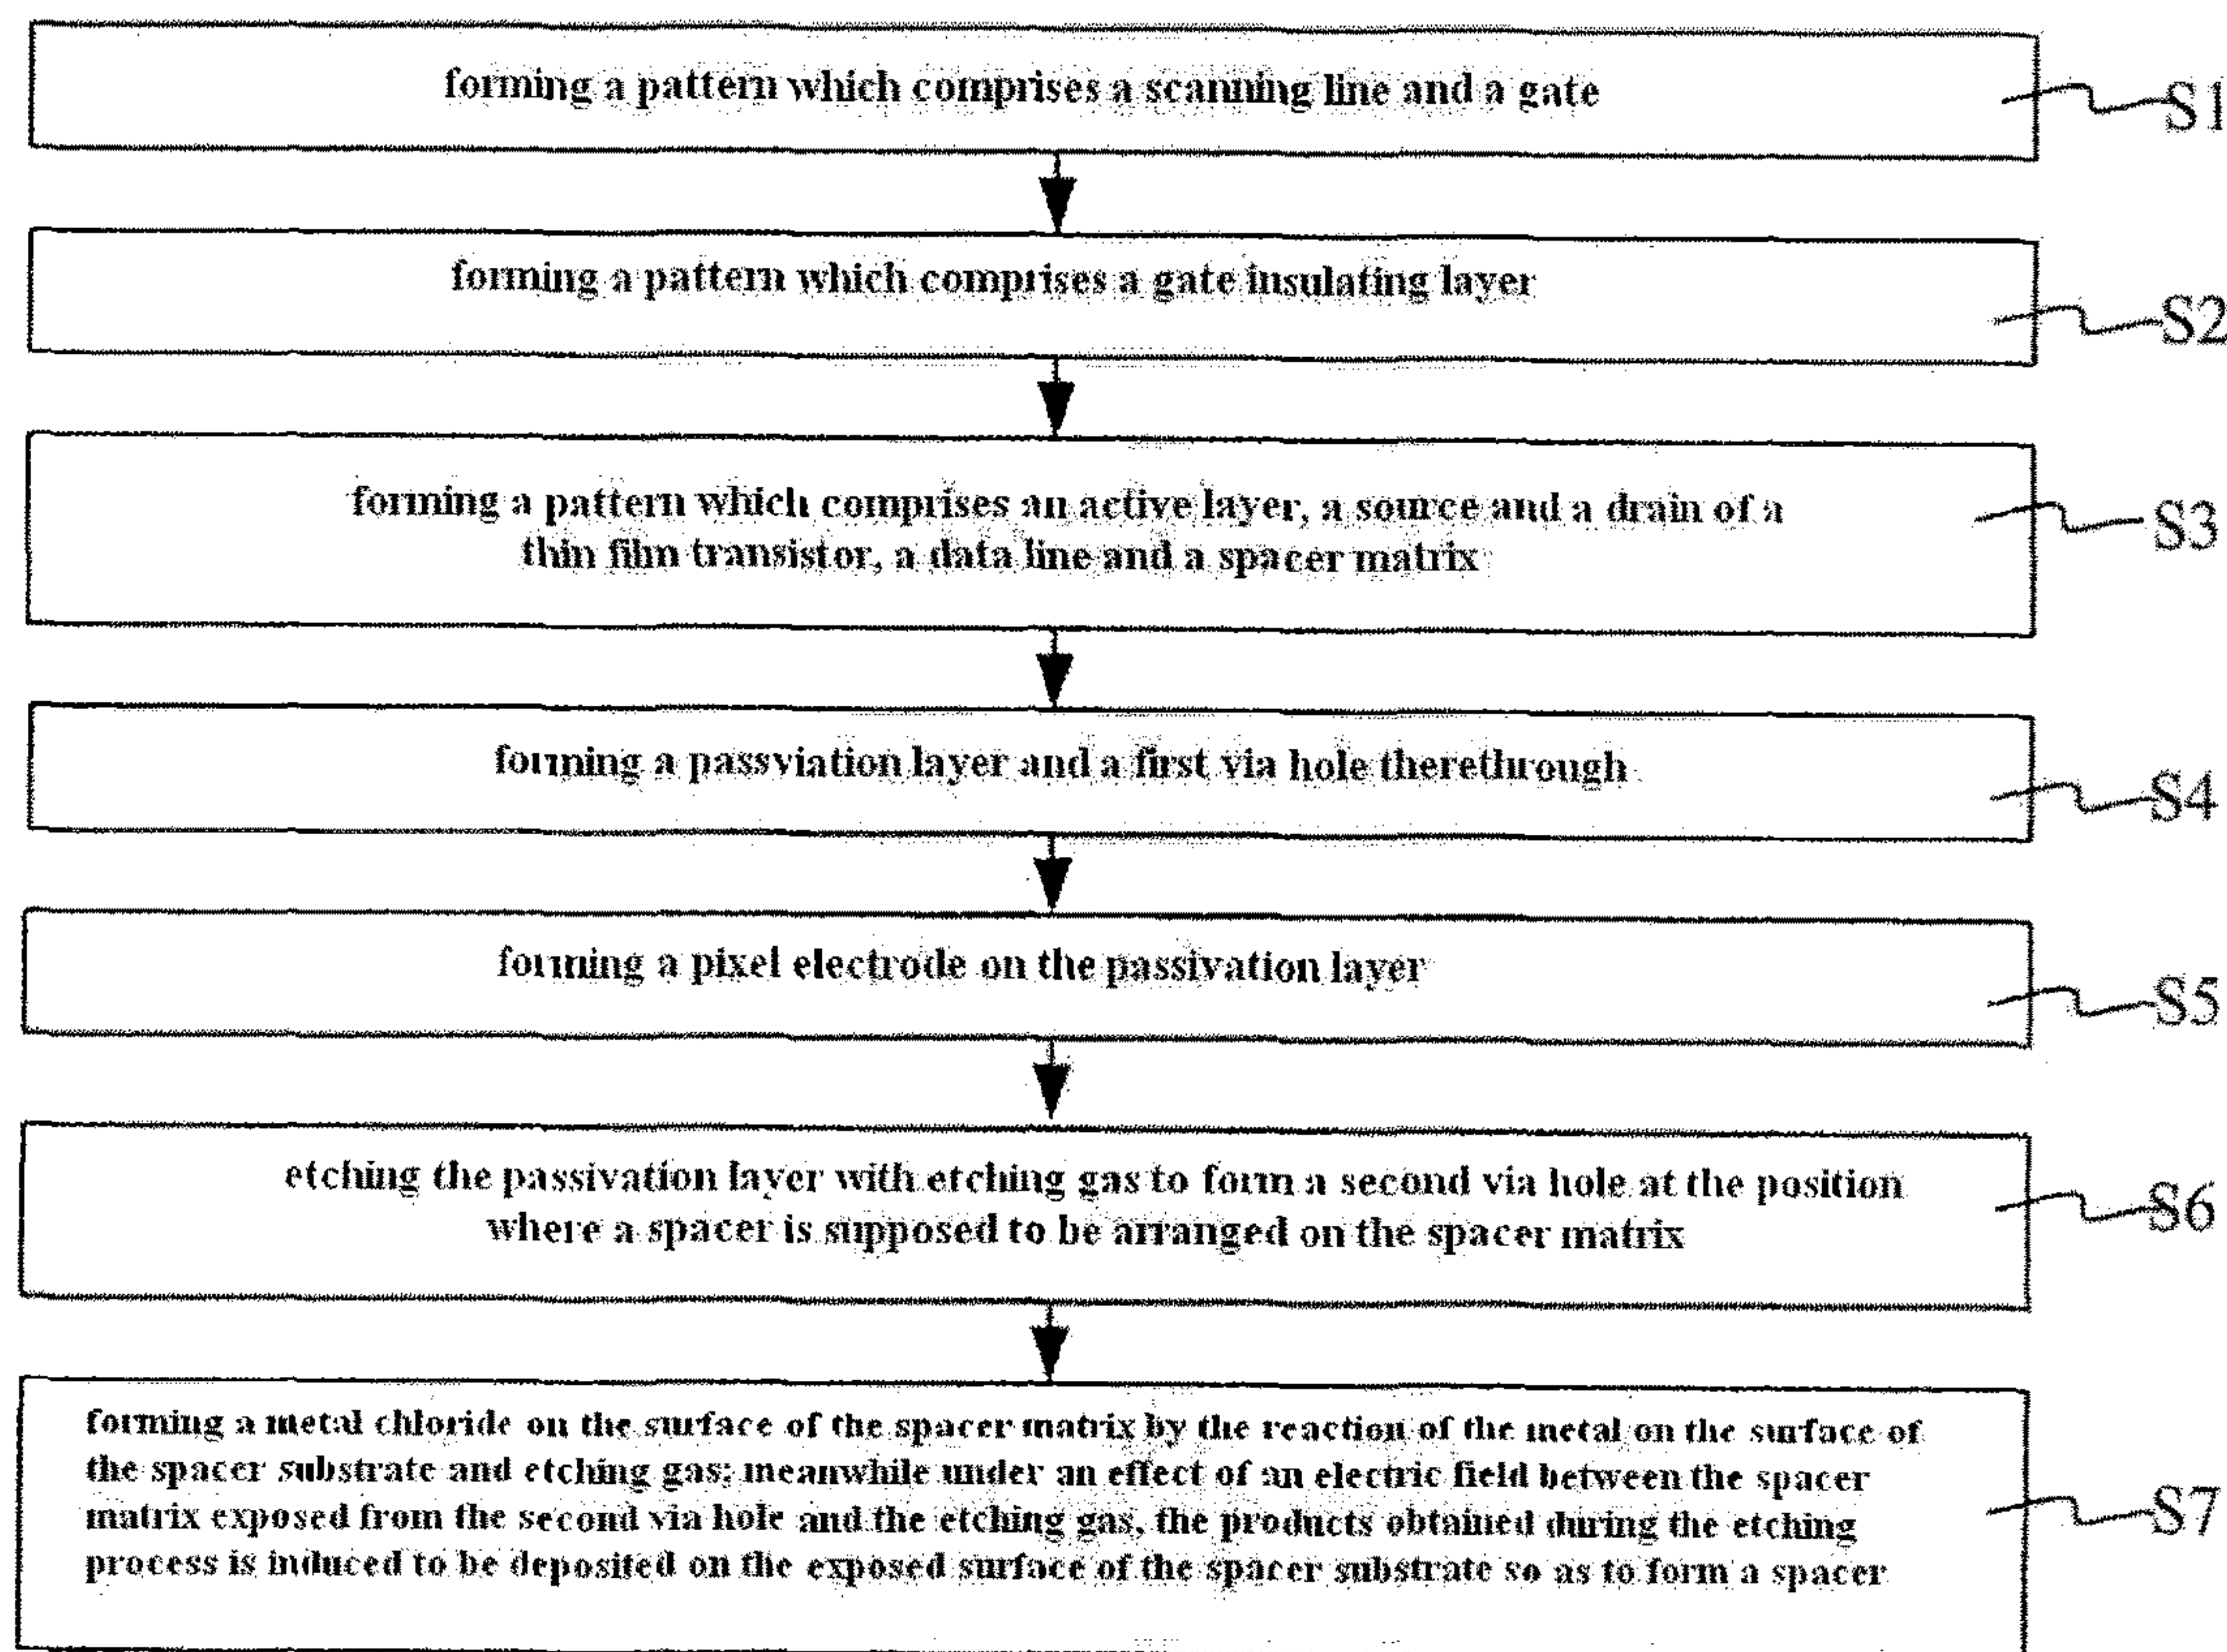 forming a pattern which comprises a scanning line and a gate
S1
forming a pattern which comprises a gate insulating layer
S2
forming a pattern which comprises an active layer, a source and a drain of a
thin film transistor, a data line and a spacer matrix
S3
forming a passviation layer and a first via hole therethrough
S4
forming a pixel electrode on the passivation layer
S5
etching the passivation layer with etching gas to form a second via hole at the position
where a spacer is supposed to be arranged on the spacer matrix
S6
forming a metal chloride on the surface of the spacer matrix by the reaction of the metal on the surface of
the spacer substrate and etching gas; meanwhile under an effect of an electric field between the spacer
matrix exposed from the second via hole and the etching gas, the products obtained during the etching
process is induced to be deposited on the exposed surface of the spacer substrate so as to form a spacer
S7